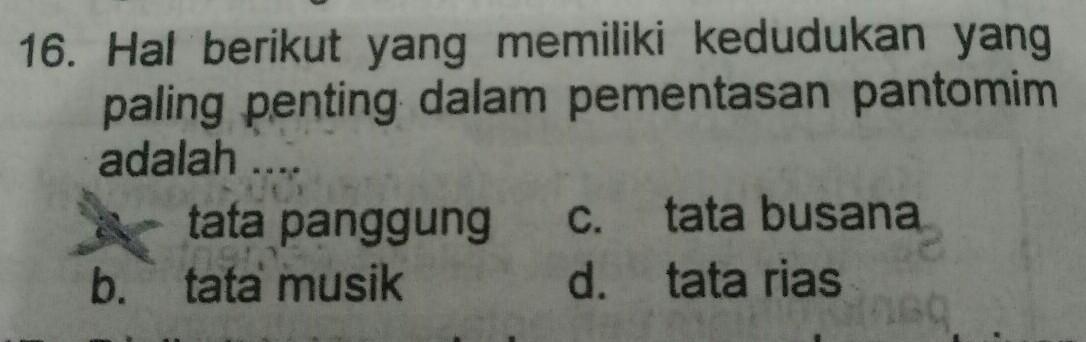 16. Hal berikut yang memiliki kedudukan yang
paling penting dalam pementasan pantomim
adalah ....
a. tata panggung c. tata busana
b. tata musik d. tata rias